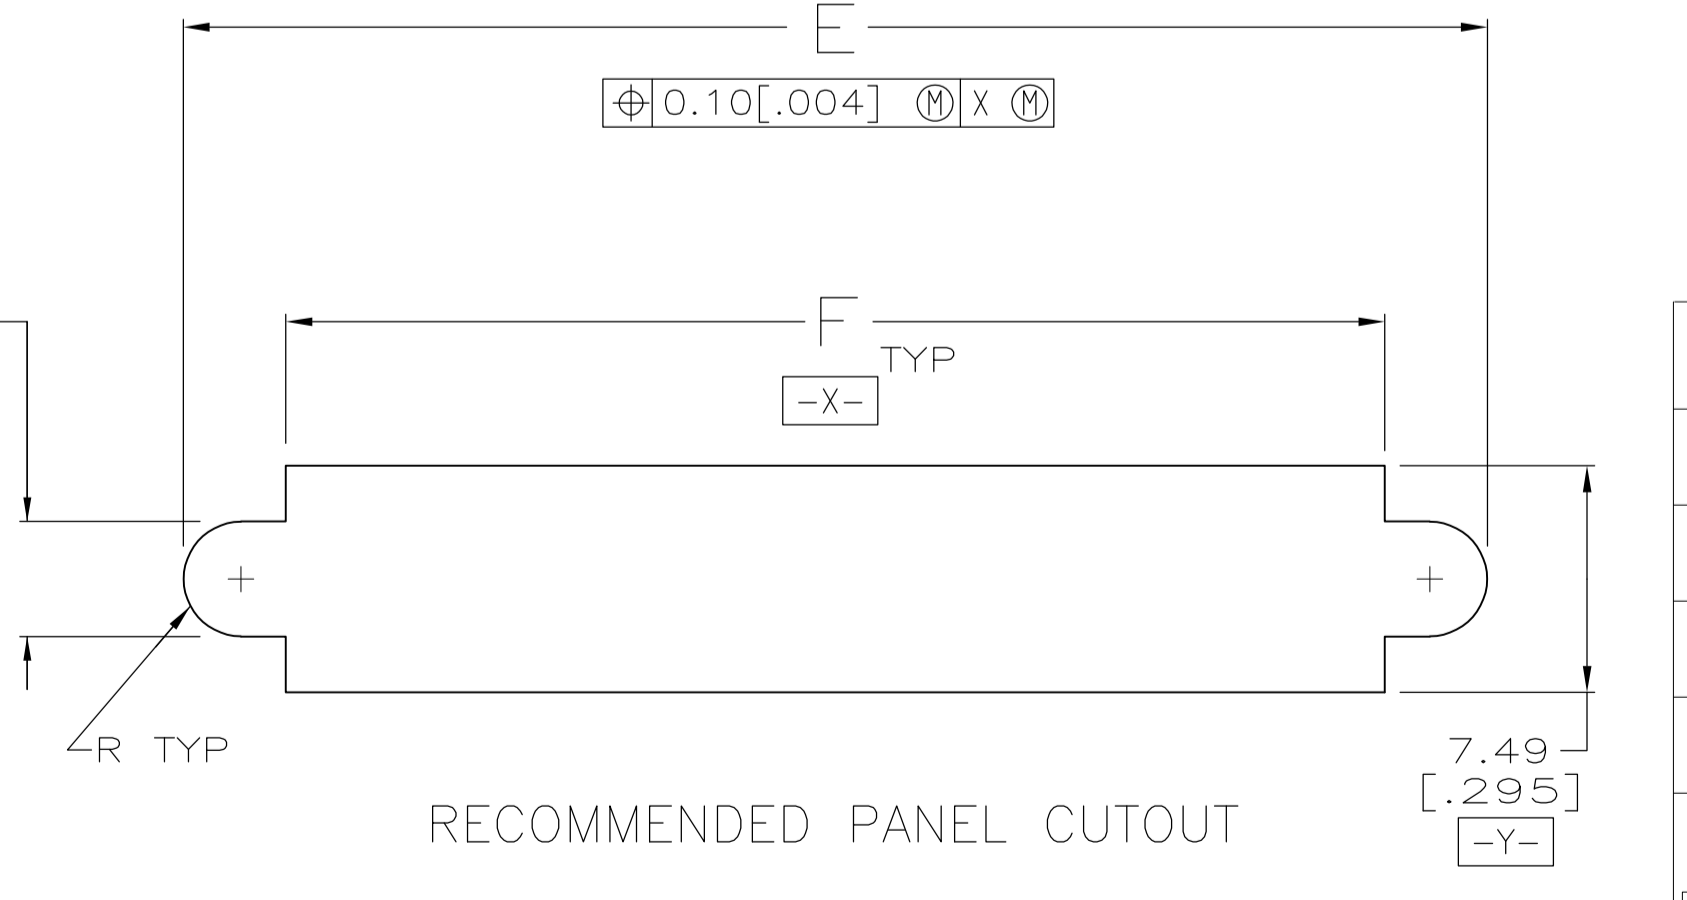 E
⌖ 0.10[.004] Ⓜ X Ⓜ
F
TYP
-X-
R TYP
7.49
[.295]
-Y-
RECOMMENDED PANEL CUTOUT